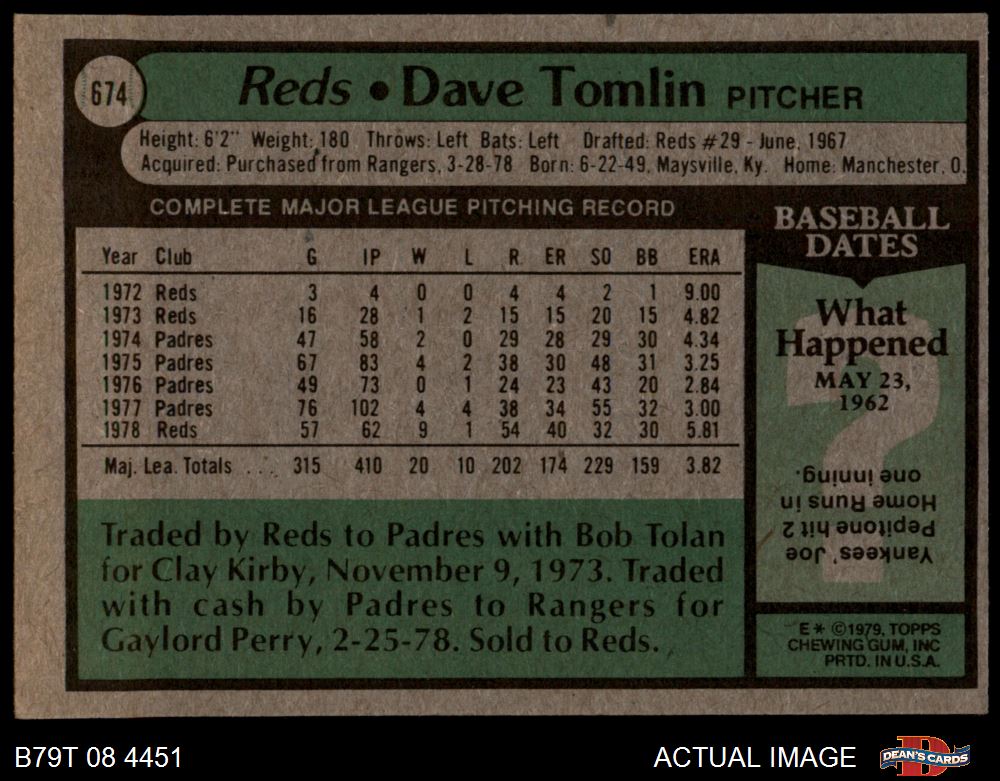 674
Reds • Dave Tomlin PITCHER
Height: 6'2" Weight: 180 Throws: Left Bats: Left Drafted: Reds #29 - June, 1967
Acquired: Purchased from Rangers, 3-28-78 Born: 6-22-49, Maysville, Ky. Home: Manchester, O.
COMPLETE MAJOR LEAGUE PITCHING RECORD
Year Club G IP W L R ER SO BB ERA
1972 Reds 3 4 0 0 4 4 2 1 9.00
1973 Reds 16 28 1 2 15 15 20 15 4.82
1974 Padres 47 58 2 0 29 28 29 30 4.34
1975 Padres 67 83 4 2 38 30 48 31 3.25
1976 Padres 49 73 0 1 24 23 43 20 2.84
1977 Padres 76 102 4 4 38 34 55 32 3.00
1978 Reds 57 62 9 1 54 40 32 30 5.81
Maj. Lea. Totals . . . 315 410 20 10 202 174 229 159 3.82
Traded by Reds to Padres with Bob Tolan
for Clay Kirby, November 9, 1973. Traded
with cash by Padres to Rangers for
Gaylord Perry, 2-25-78. Sold to Reds.
BASEBALL
DATES
What
Happened
MAY 23,
1962
?
Yankees' Joe
Pepitone hit 2
Home Runs in
one inning.
E* ©1979, TOPPS
CHEWING GUM, INC
PRTD. IN U.S.A.
B79T 08 4451
ACTUAL IMAGE
D
DEAN'S CARDS